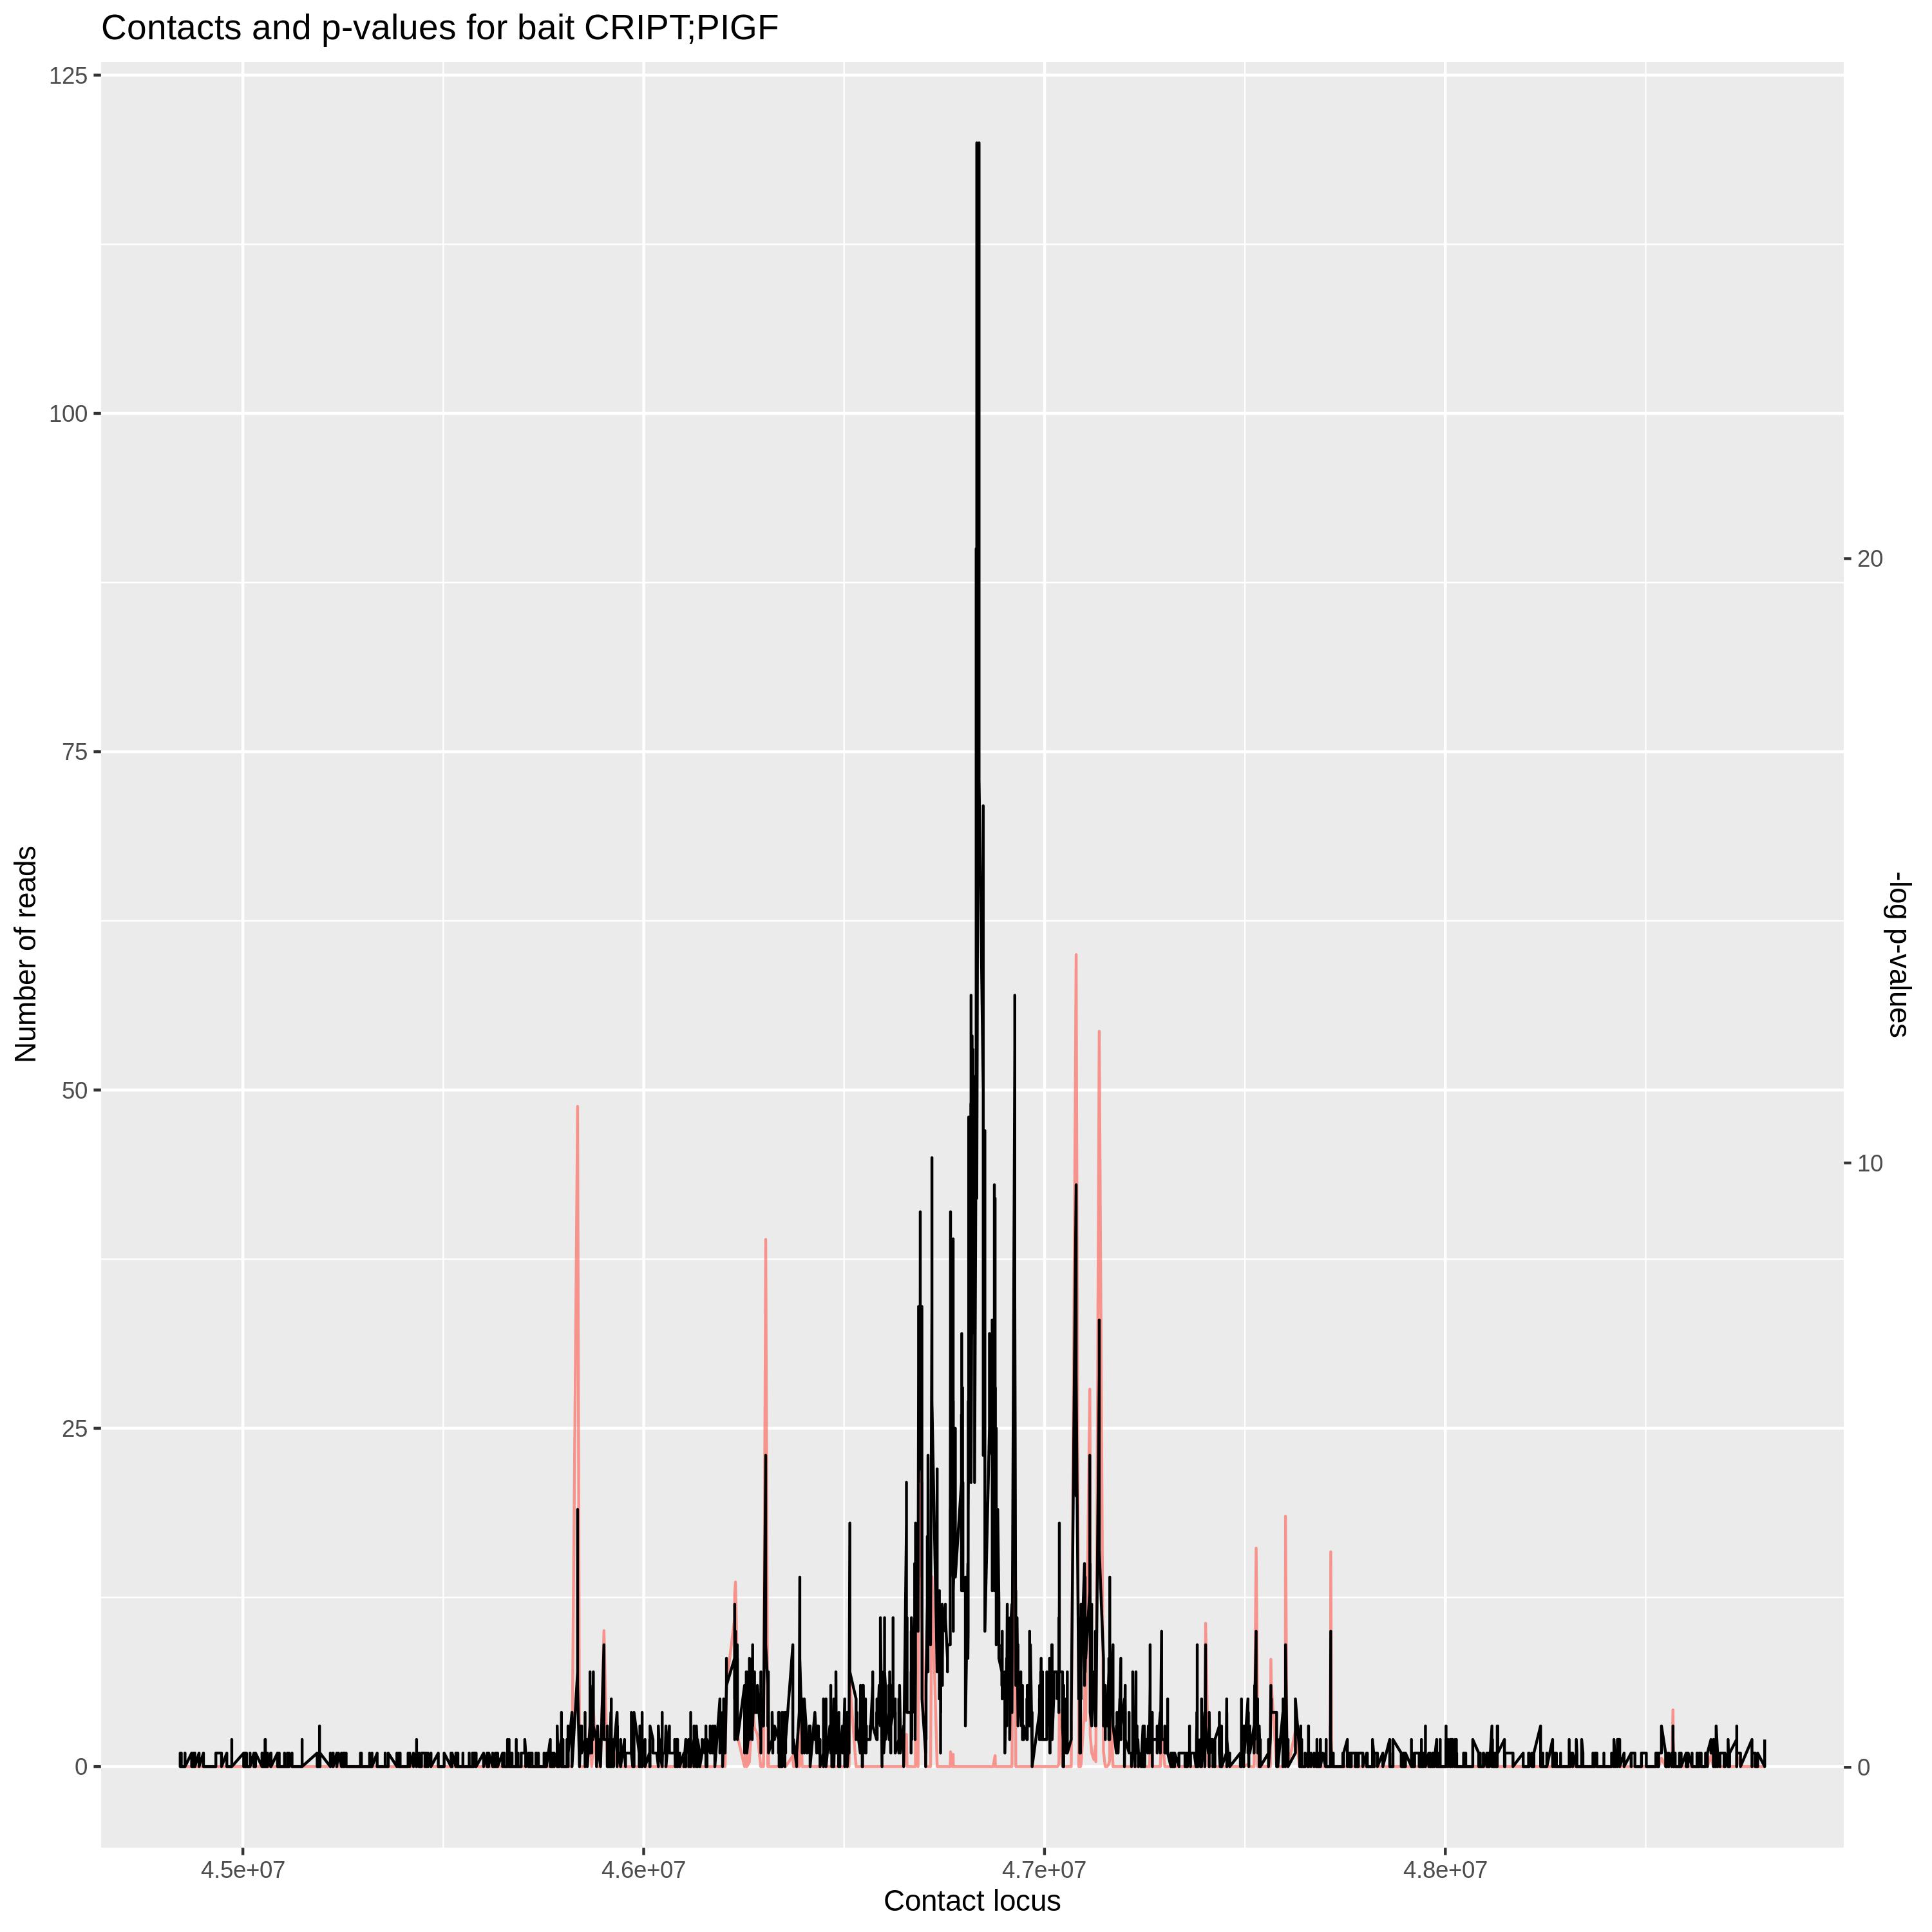 Contacts and p-values for bait CRIPT;PIGF
125
100
75
50
25
0
Number of reads
20
10
0
-log p-values
4.5e+07
4.6e+07
4.7e+07
4.8e+07
Contact locus